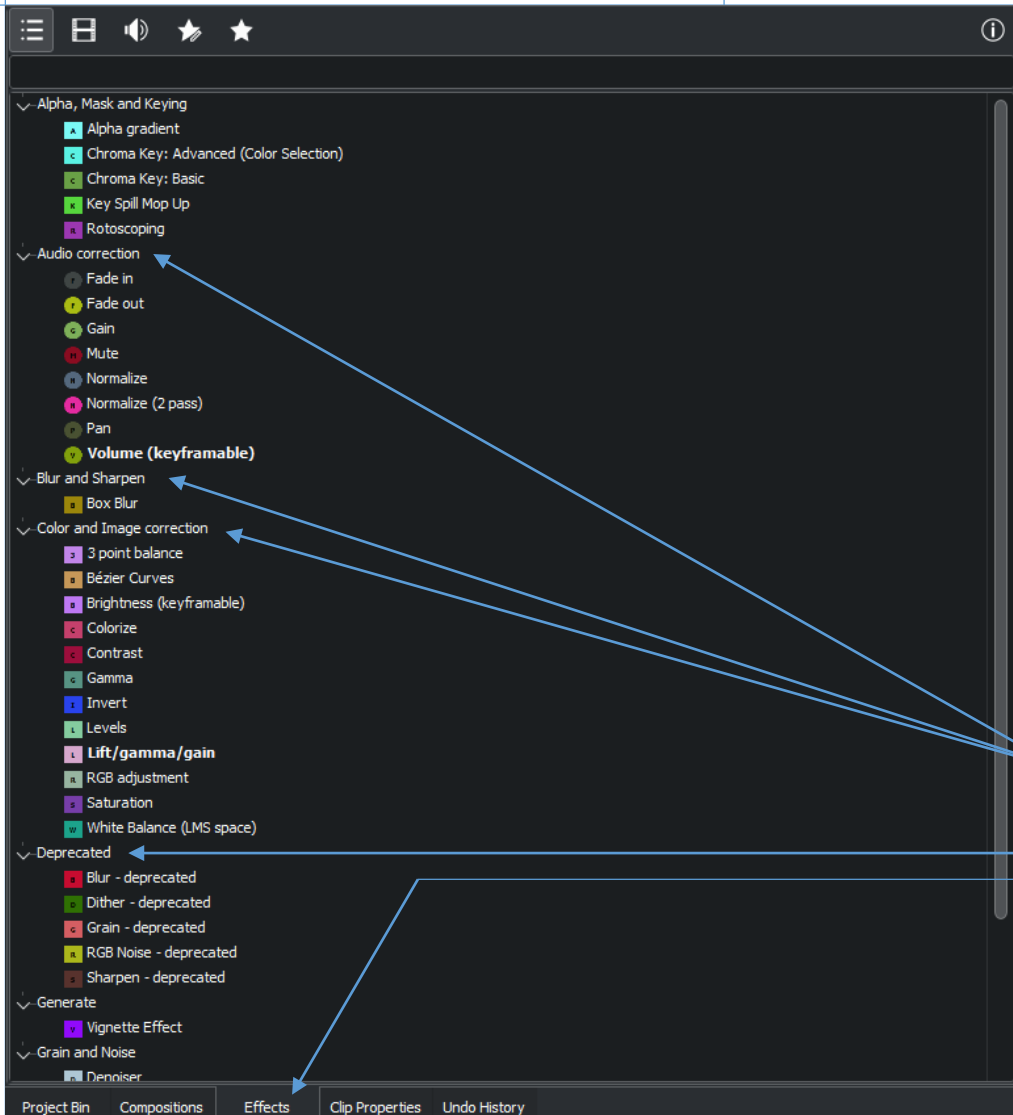 Alpha, Mask and Keying
A Alpha gradient
C Chroma Key: Advanced (Color Selection)
C Chroma Key: Basic
K Key Spill Mop Up
R Rotoscoping
Audio correction
F Fade in
F Fade out
G Gain
M Mute
N Normalize
N Normalize (2 pass)
P Pan
V Volume (keyframable)
Blur and Sharpen
B Box Blur
Color and Image correction
3 3 point balance
B Bézier Curves
B Brightness (keyframable)
C Colorize
C Contrast
G Gamma
I Invert
L Levels
L Lift/gamma/gain
R RGB adjustment
S Saturation
W White Balance (LMS space)
Deprecated
B Blur - deprecated
D Dither - deprecated
G Grain - deprecated
R RGB Noise - deprecated
S Sharpen - deprecated
Generate
V Vignette Effect
Grain and Noise
D Denoiser
Project Bin Compositions Effects Clip Properties Undo History